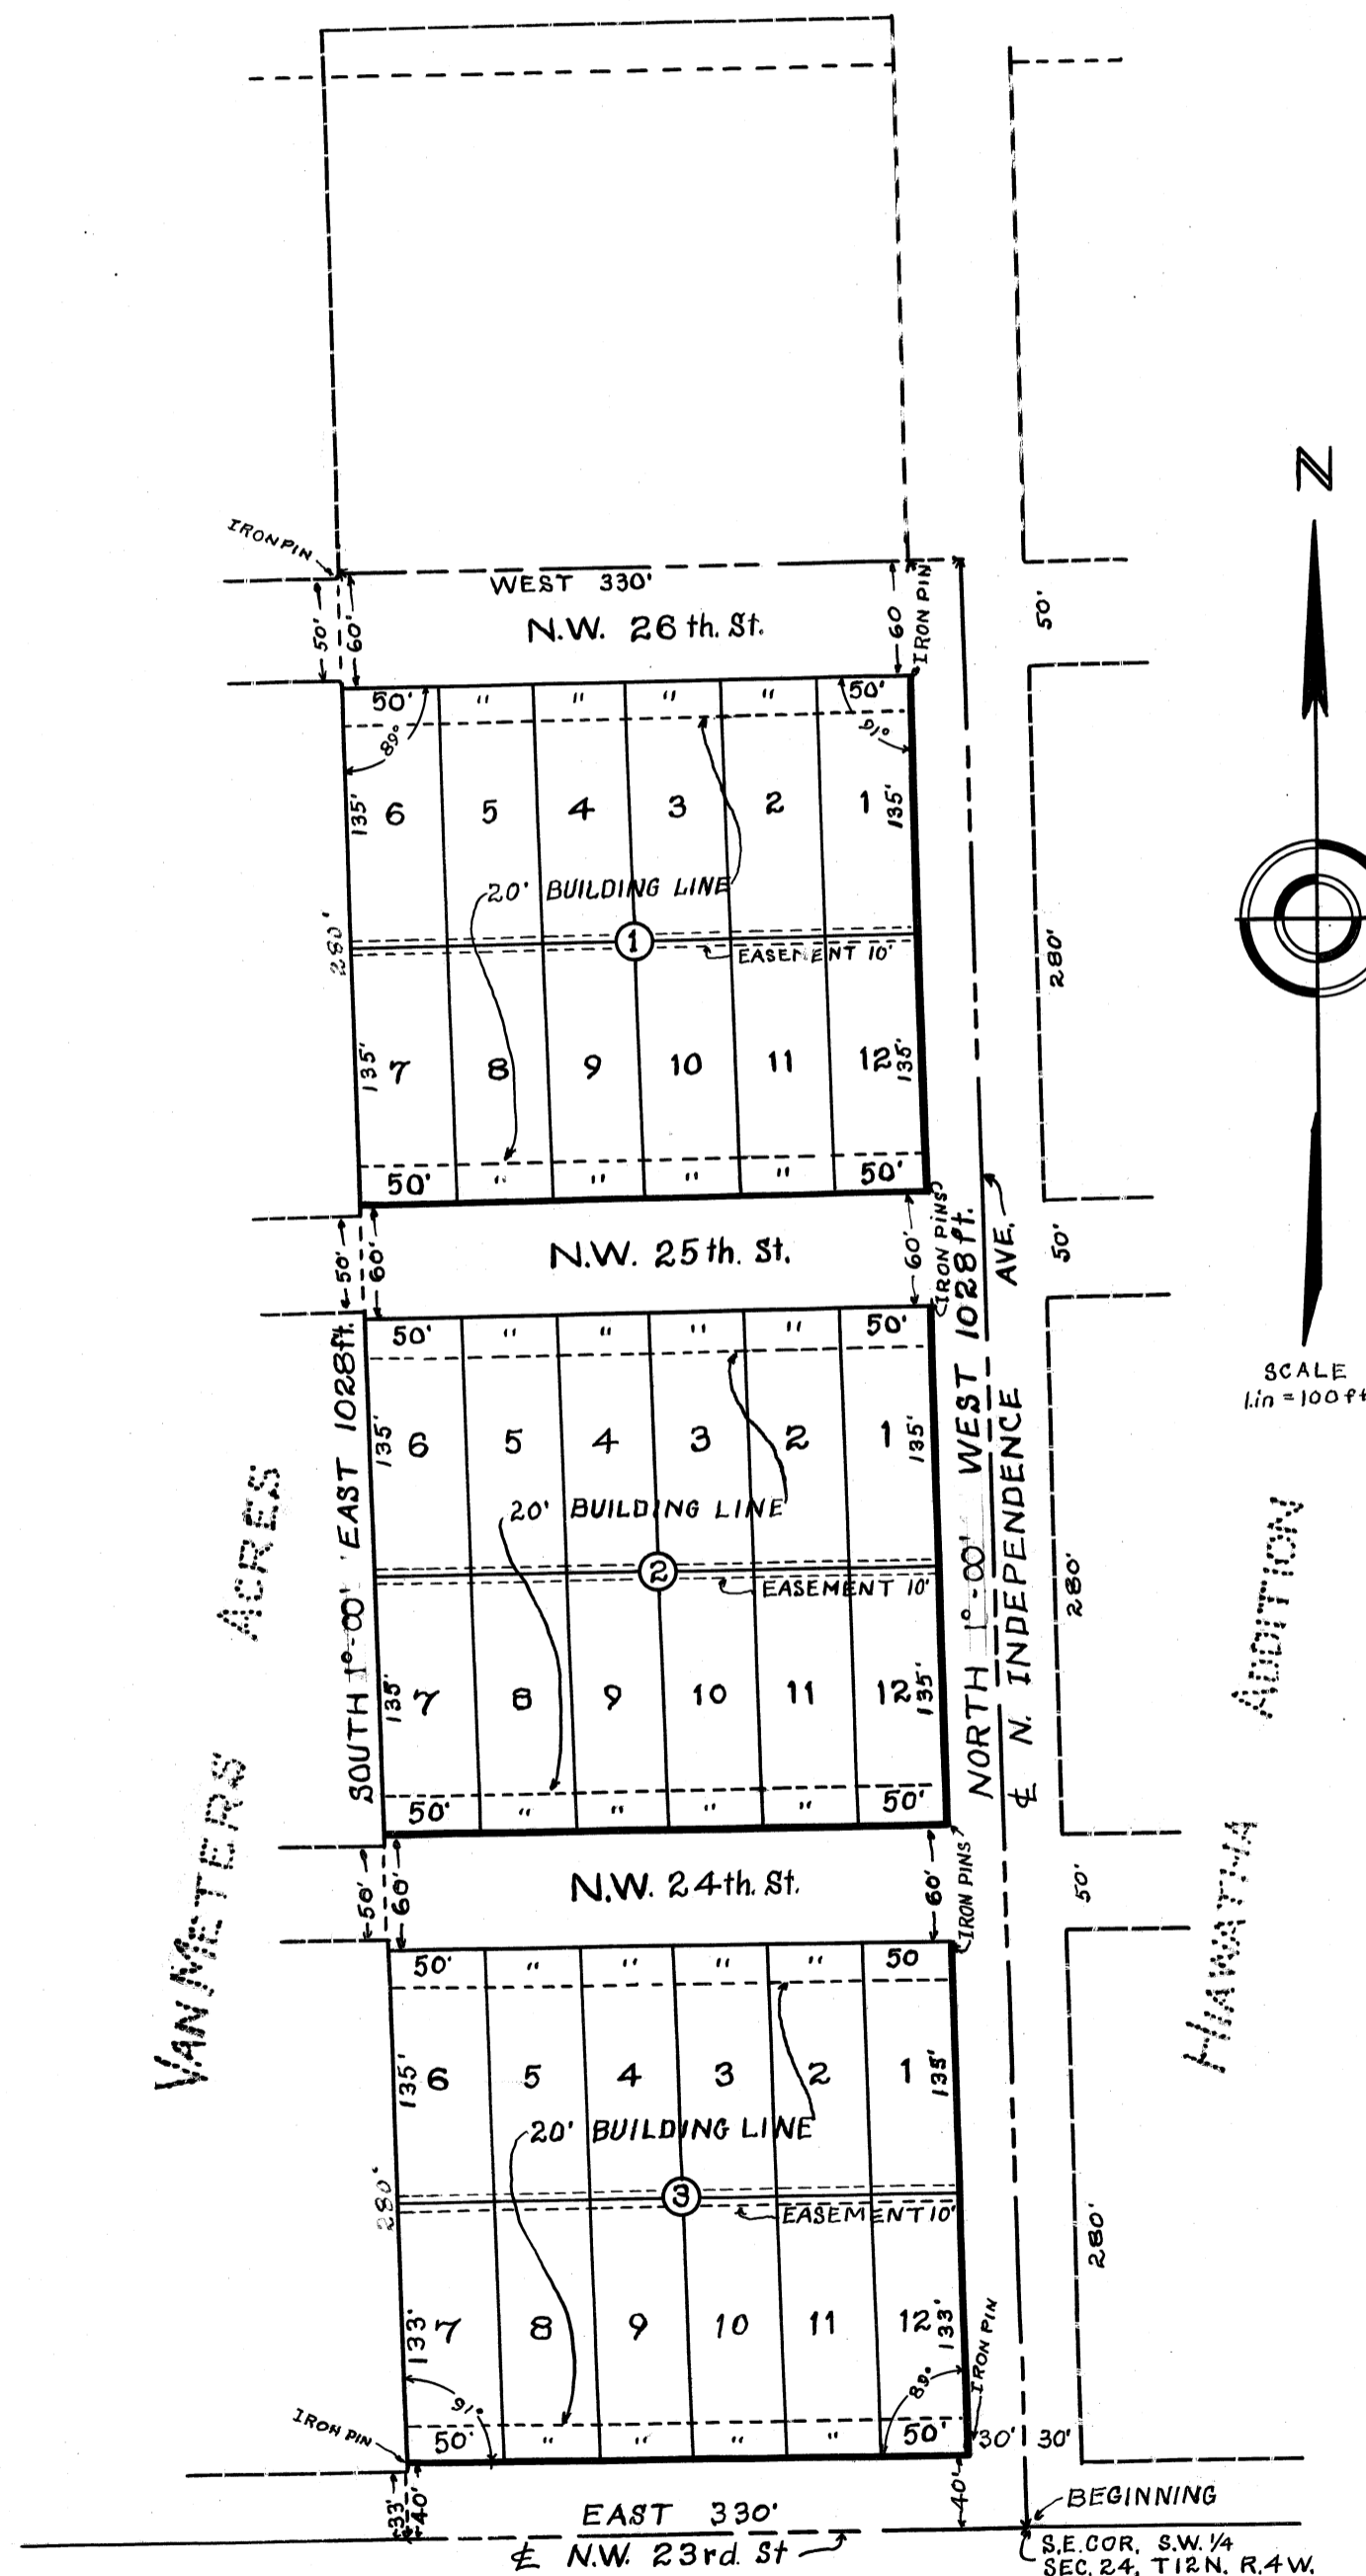 N
IRON PIN
WEST 330'
N.W. 26th. St.
50'
60'
60
IRON PIN
50'
50' " " " " 50'
89°
91°
135' 6 5 4 3 2 1 135'
20' BUILDING LINE
280'
1
EASEMENT 10'
280'
135' 7 8 9 10 11 12 135'
50' " " " " 50'
IRON PINS
50'
60'
N.W. 25th. St.
60'
50'
50' " " " " 50'
SCALE
1.in = 100 ft
135' 6 5 4 3 2 1 135'
20' BUILDING LINE
2
EASEMENT 10'
280'
SOUTH 1°-00' EAST 1028ft.
NORTH 1°-00' WEST 1028ft.
℄ N. INDEPENDENCE AVE.
135' 7 8 9 10 11 12 135'
50' " " " " 50'
VAN METERS ACRES
HIAWATHA ADDITION
50'
60'
N.W. 24th. St.
60'
IRON PINS
50'
50' " " " " 50
135' 6 5 4 3 2 1 135'
20' BUILDING LINE
280'
3
EASEMENT 10'
280'
133' 7 8 9 10 11 12 133'
91°
89°
IRON PIN
IRON PIN
50' " " " " 50'
30' 30'
33'
40'
40'
EAST 330'
BEGINNING
℄ N.W. 23rd. St
S.E. COR. S.W. 1/4
SEC. 24, T12N. R.4W.